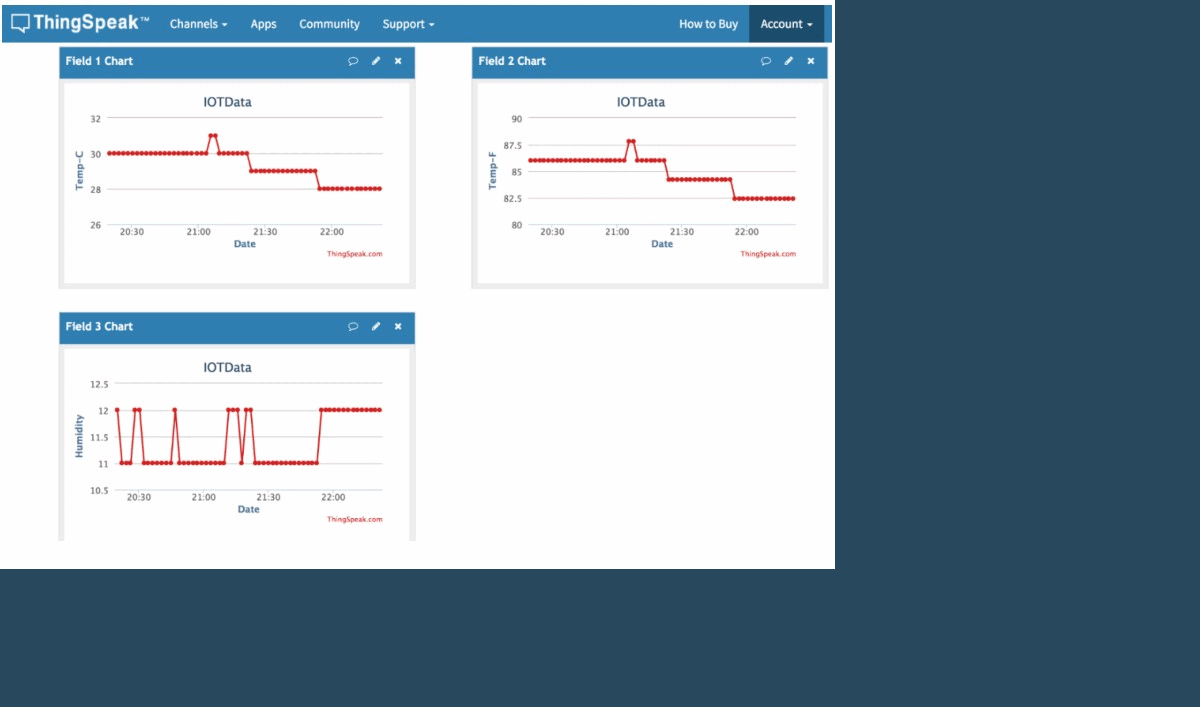 ThingSpeak™ Channels Apps Community Support How to Buy Account
Field 1 Chart
IOTData
32
30
28
26
Temp-C
20:30 21:00 21:30 22:00
Date
ThingSpeak.com
Field 2 Chart
IOTData
90
87.5
85
82.5
80
Temp-F
20:30 21:00 21:30 22:00
Date
ThingSpeak.com
Field 3 Chart
IOTData
12.5
12
11.5
11
10.5
Humidity
20:30 21:00 21:30 22:00
Date
ThingSpeak.com